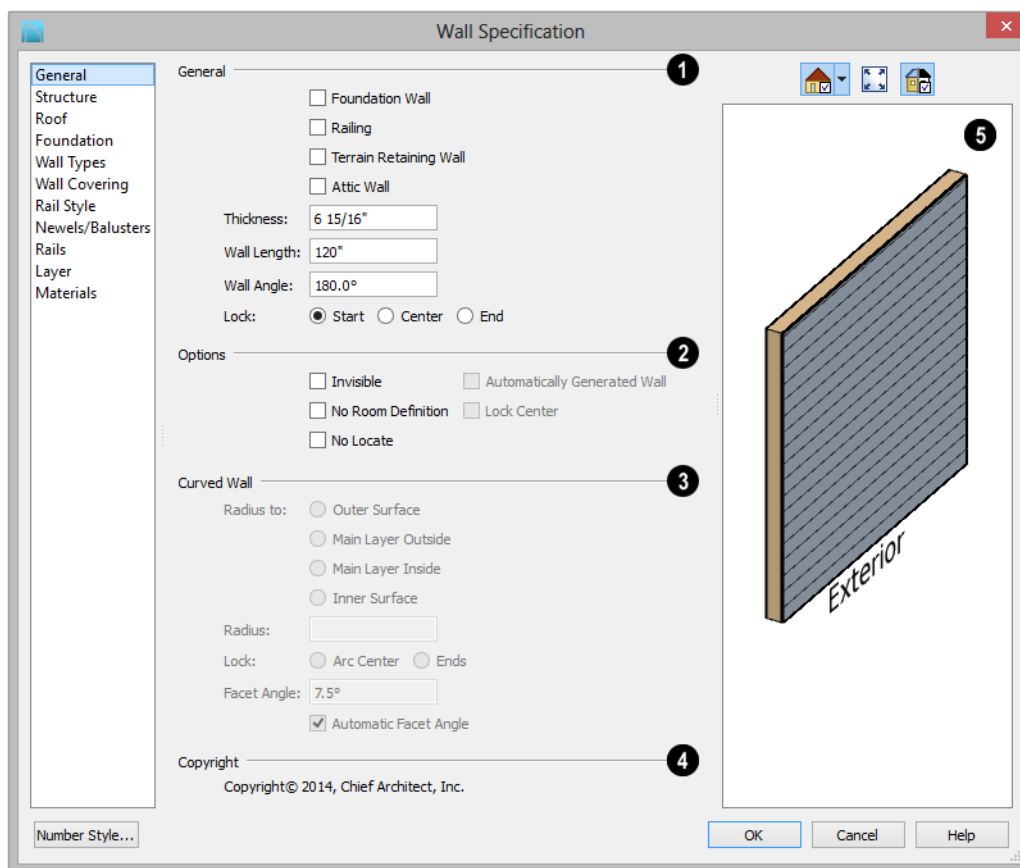 Wall Specification
General
Structure
Roof
Foundation
Wall Types
Wall Covering
Rail Style
Newels/Balusters
Rails
Layer
Materials
General 1
Foundation Wall
Railing
Terrain Retaining Wall
Attic Wall
Thickness: 6 15/16"
Wall Length: 120"
Wall Angle: 180.0°
Lock: Start Center End
Options 2
Invisible Automatically Generated Wall
No Room Definition Lock Center
No Locate
Curved Wall 3
Radius to: Outer Surface
Main Layer Outside
Main Layer Inside
Inner Surface
Radius:
Lock: Arc Center Ends
Facet Angle: 7.5°
Automatic Facet Angle
Copyright 4
Copyright© 2014, Chief Architect, Inc.
5
Exterior
Number Style... OK Cancel Help